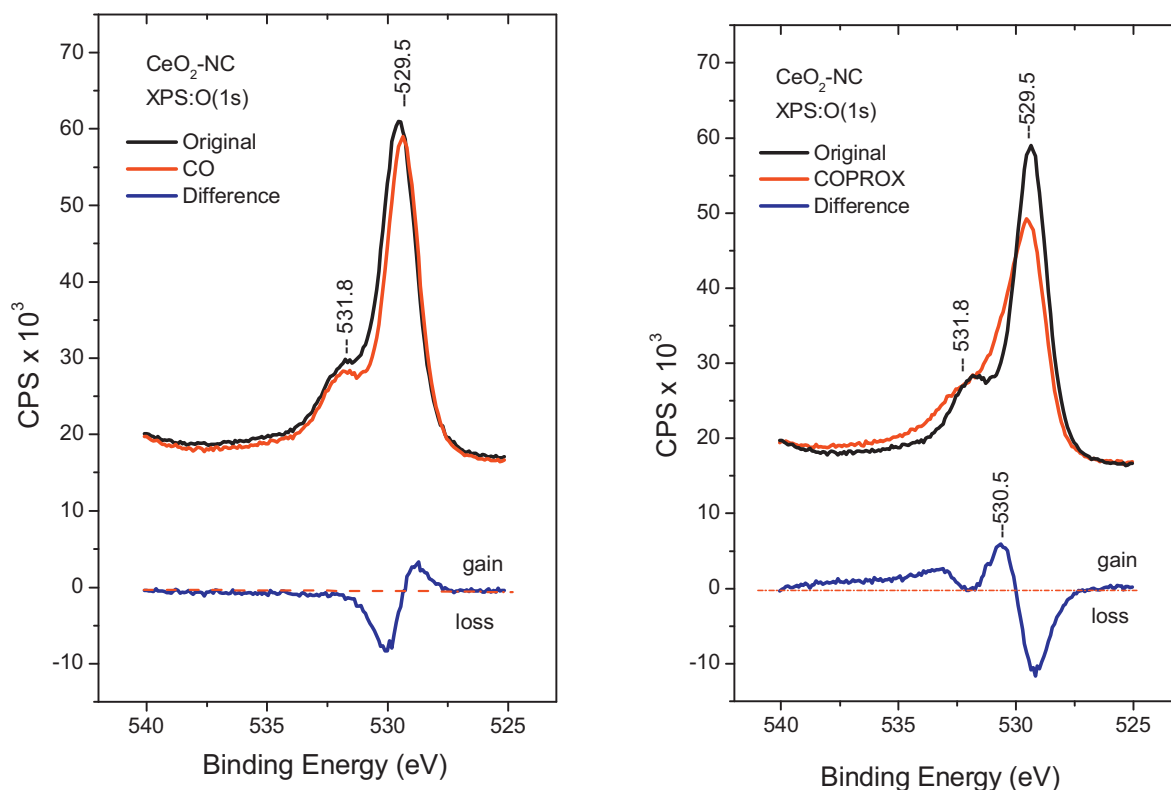 CeO₂-NC
XPS:O(1s)
Original
CO
Difference
--529.5
--531.8
gain
loss
70
60
50
40
30
20
10
0
-10
CPS x 10³
540
535
530
525
Binding Energy (eV)
CeO₂-NC
XPS:O(1s)
Original
COPROX
Difference
--529.5
--531.8
--530.5
gain
loss
70
60
50
40
30
20
10
0
-10
CPS x 10³
540
535
530
525
Binding Energy (eV)